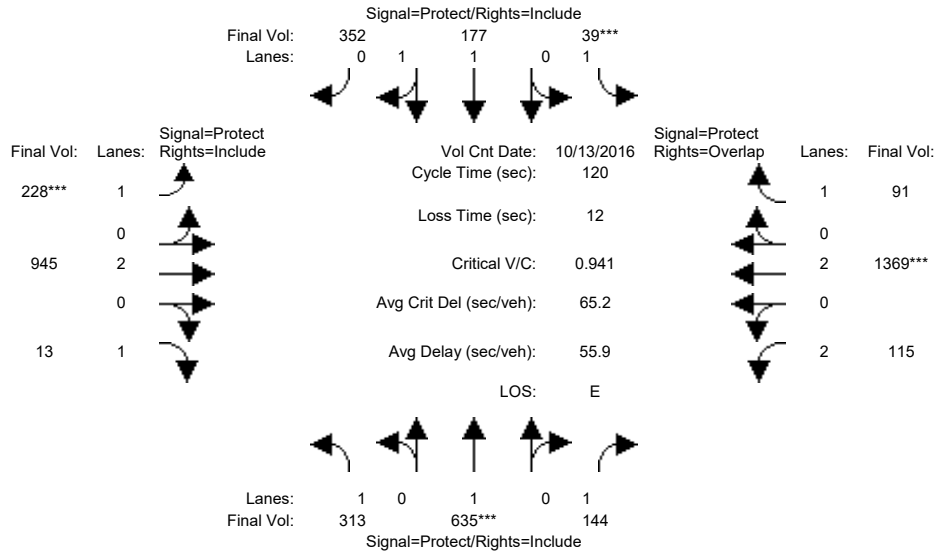 Signal=Protect/Rights=Include
Final Vol: 352 177 39***
Lanes: 0 1 1 0 1
Signal=Protect Signal=Protect
Final Vol: Lanes: Rights=Include Vol Cnt Date: 10/13/2016 Rights=Overlap Lanes: Final Vol:
Cycle Time (sec): 120
228*** 1 1 91
Loss Time (sec): 12
0 0
945 2 Critical V/C: 0.941 2 1369***
0 Avg Crit Del (sec/veh): 65.2 0
13 1 Avg Delay (sec/veh): 55.9 2 115
LOS: E
Lanes: 1 0 1 0 1
Final Vol: 313 635*** 144
Signal=Protect/Rights=Include